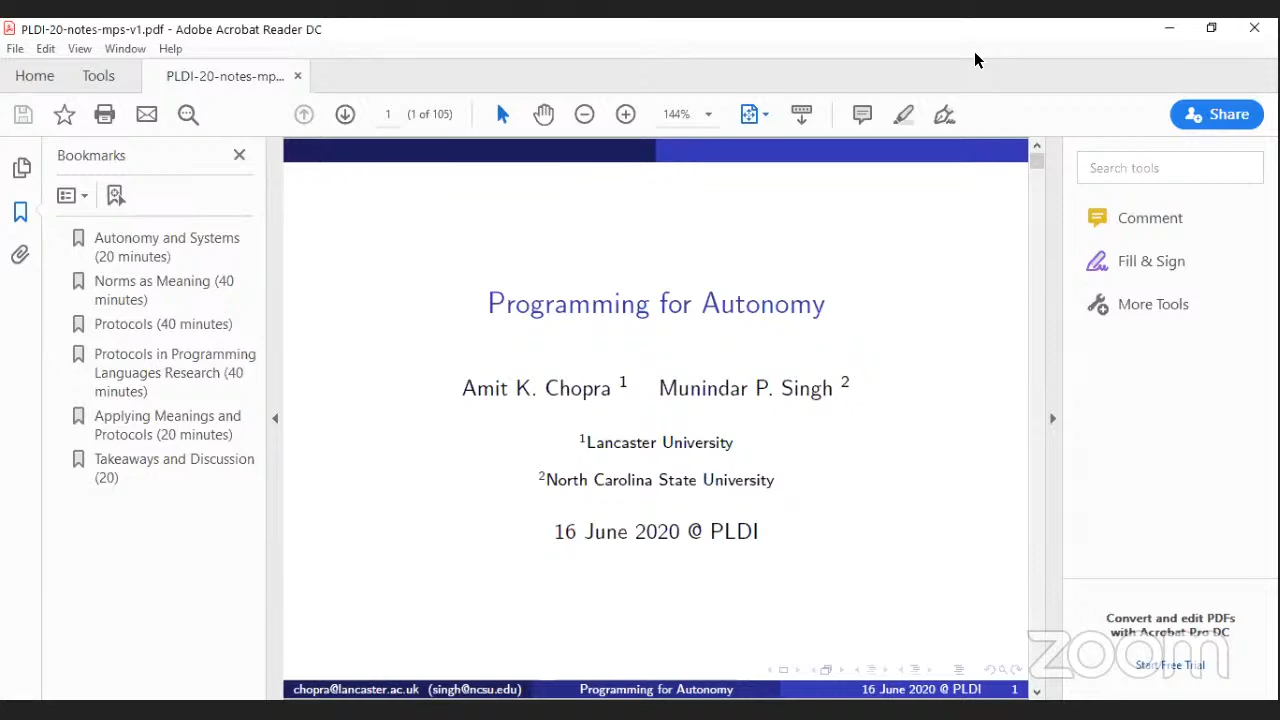 PLDI-20-notes-mps-v1.pdf - Adobe Acrobat Reader DC
File Edit View Window Help
Home Tools PLDI-20-notes-mp... ×
1 (1 of 105) 144% Share
Bookmarks
Autonomy and Systems
(20 minutes)
Norms as Meaning (40
minutes)
Protocols (40 minutes)
Protocols in Programming
Languages Research (40
minutes)
Applying Meanings and
Protocols (20 minutes)
Takeaways and Discussion
(20)
Programming for Autonomy
Amit K. Chopra 1 Munindar P. Singh 2
1Lancaster University
2North Carolina State University
16 June 2020 @ PLDI
chopra@lancaster.ac.uk (singh@ncsu.edu) Programming for Autonomy 16 June 2020 @ PLDI 1
Search tools
Comment
Fill & Sign
More Tools
Convert and edit PDFs
with Acrobat Pro DC
Start Free Trial
zoom